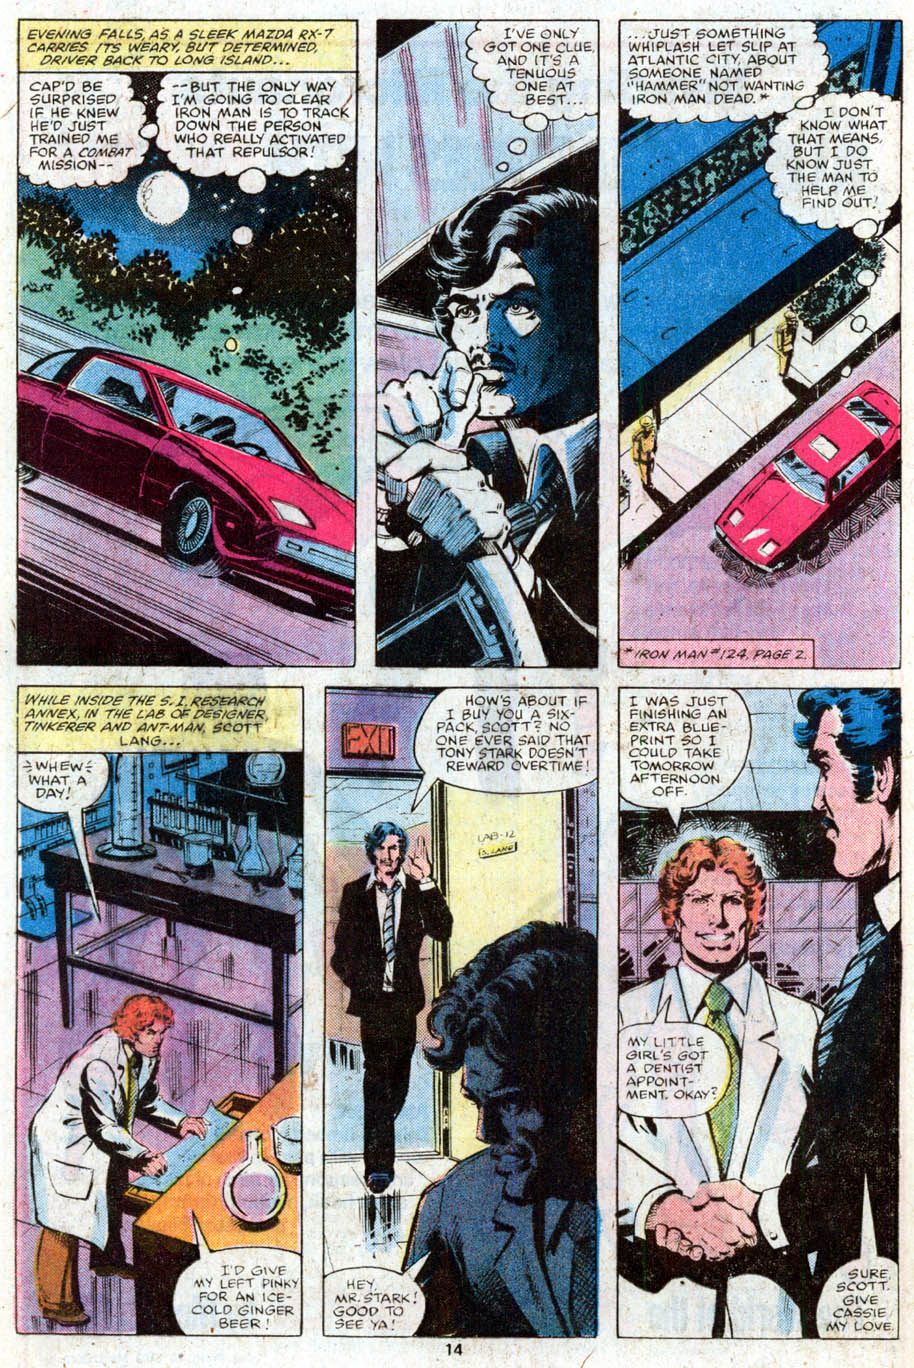 EVENING FALLS, AS A SLEEK MAZDA RX-7
CARRIES ITS WEARY, BUT DETERMINED,
DRIVER BACK TO LONG ISLAND...
CAP'D BE
SURPRISED
IF HE KNEW
HE'D JUST
TRAINED ME
FOR A COMBAT
MISSION--
--BUT THE ONLY WAY
I'M GOING TO CLEAR
IRON MAN IS TO TRACK
DOWN THE PERSON
WHO REALLY ACTIVATED
THAT REPULSOR!
I'VE ONLY
GOT ONE CLUE,
AND IT'S A
TENUOUS
ONE AT
BEST...
...JUST SOMETHING
WHIPLASH LET SLIP AT
ATLANTIC CITY, ABOUT
SOMEONE NAMED
"HAMMER" NOT WANTING
IRON MAN DEAD.*
I DON'T
KNOW WHAT
THAT MEANS,
BUT I DO
KNOW JUST
THE MAN TO
HELP ME
FIND OUT!
*IRON MAN #124, PAGE 2.
WHILE INSIDE THE S.I. RESEARCH
ANNEX, IN THE LAB OF DESIGNER,
TINKERER AND ANT-MAN, SCOTT
LANG...
WHEW
WHAT A
DAY!
I'D GIVE
MY LEFT PINKY
FOR AN ICE-
COLD GINGER
BEER!
HOW'S ABOUT IF
I BUY YOU A SIX-
PACK, SCOTT? NO
ONE EVER SAID THAT
TONY STARK DOESN'T
REWARD OVERTIME!
EXIT
LAB-12
S. LANG
HEY,
MR. STARK!
GOOD TO
SEE YA!
I WAS JUST
FINISHING AN
EXTRA BLUE-
PRINT SO I
COULD TAKE
TOMORROW
AFTERNOON
OFF.
MY LITTLE
GIRL'S GOT
A DENTIST
APPOINT-
MENT, OKAY?
SURE,
SCOTT.
GIVE
CASSIE
MY LOVE.
14